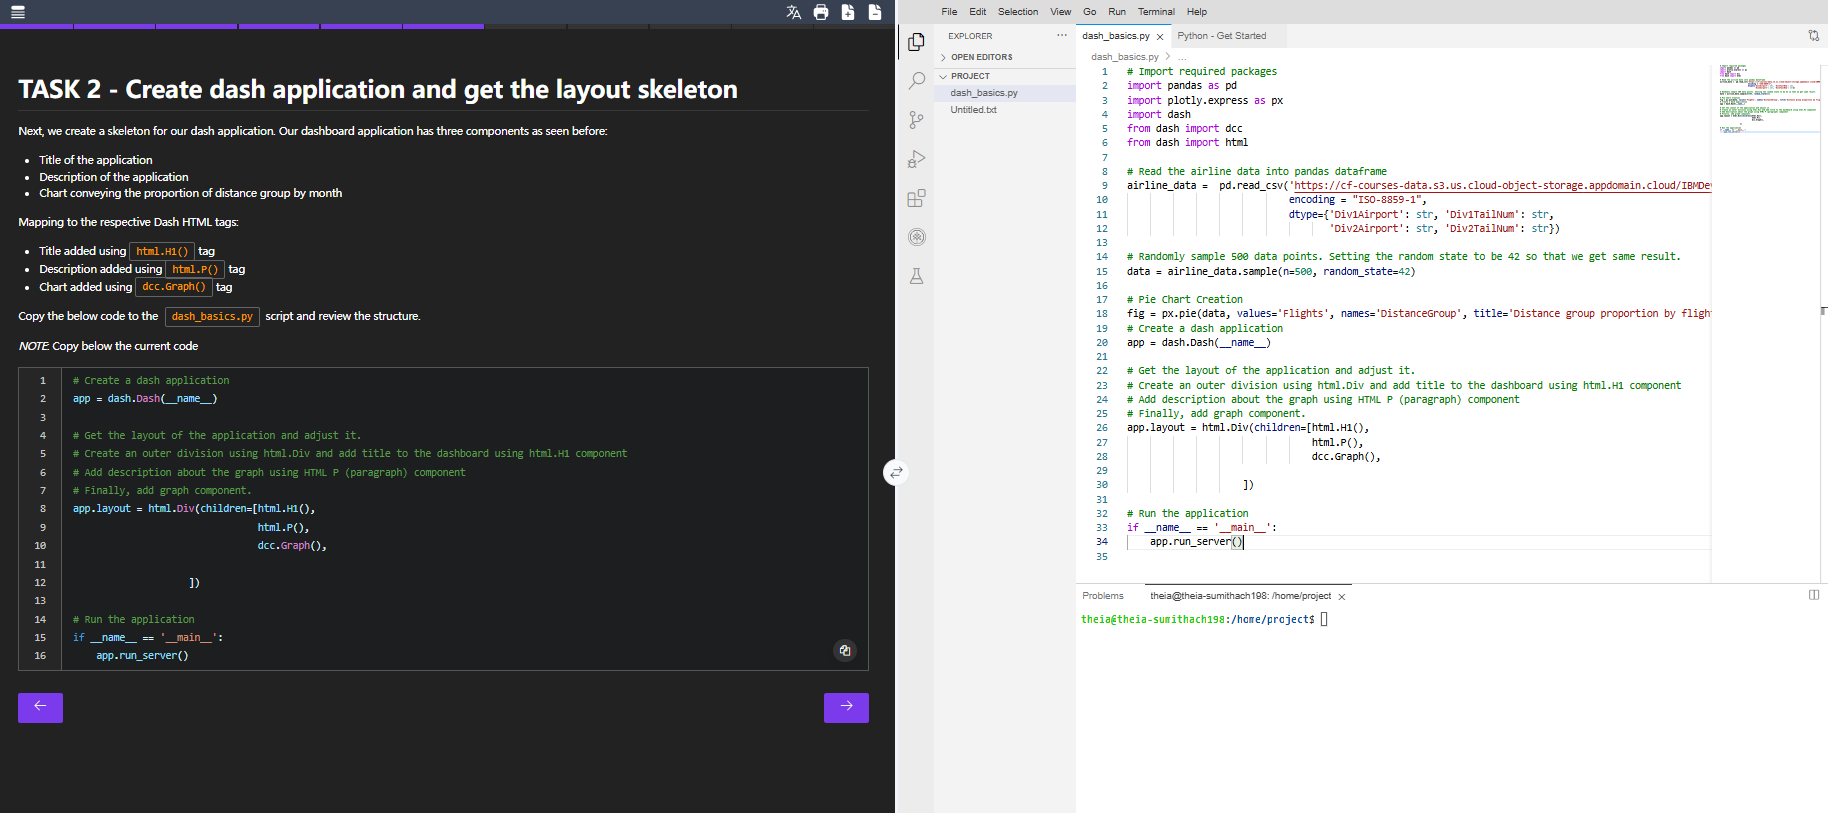 TASK 2 - Create dash application and get the layout skeleton
Next, we create a skeleton for our dash application. Our dashboard application has three components as seen before:
Title of the application
Description of the application
Chart conveying the proportion of distance group by month
Mapping to the respective Dash HTML tags:
Title added using html.H1() tag
Description added using html.P() tag
Chart added using dcc.Graph() tag
Copy the below code to the dash_basics.py script and review the structure.
NOTE: Copy below the current code
1 # Create a dash application
2 app = dash.Dash(__name__)
3
4 # Get the layout of the application and adjust it.
5 # Create an outer division using html.Div and add title to the dashboard using html.H1 component
6 # Add description about the graph using HTML P (paragraph) component
7 # Finally, add graph component.
8 app.layout = html.Div(children=[html.H1(),
9 html.P(),
10 dcc.Graph(),
11
12 ])
13
14 # Run the application
15 if __name__ == '__main__':
16 app.run_server()
File Edit Selection View Go Run Terminal Help
EXPLORER
OPEN EDITORS
PROJECT
dash_basics.py
Untitled.txt
dash_basics.py × Python - Get Started
dash_basics.py > ...
1 # Import required packages
2 import pandas as pd
3 import plotly.express as px
4 import dash
5 from dash import dcc
6 from dash import html
7
8 # Read the airline data into pandas dataframe
9 airline_data = pd.read_csv('https://cf-courses-data.s3.us.cloud-object-storage.appdomain.cloud/IBMDe
10 encoding = "ISO-8859-1",
11 dtype={'Div1Airport': str, 'Div1TailNum': str,
12 'Div2Airport': str, 'Div2TailNum': str})
13
14 # Randomly sample 500 data points. Setting the random state to be 42 so that we get same result.
15 data = airline_data.sample(n=500, random_state=42)
16
17 # Pie Chart Creation
18 fig = px.pie(data, values='Flights', names='DistanceGroup', title='Distance group proportion by fligh
19 # Create a dash application
20 app = dash.Dash(__name__)
21
22 # Get the layout of the application and adjust it.
23 # Create an outer division using html.Div and add title to the dashboard using html.H1 component
24 # Add description about the graph using HTML P (paragraph) component
25 # Finally, add graph component.
26 app.layout = html.Div(children=[html.H1(),
27 html.P(),
28 dcc.Graph(),
29
30 ])
31
32 # Run the application
33 if __name__ == '__main__':
34 app.run_server()
35
Problems theia@theia-sumithach198: /home/project ×
theia@theia-sumithach198:/home/project$